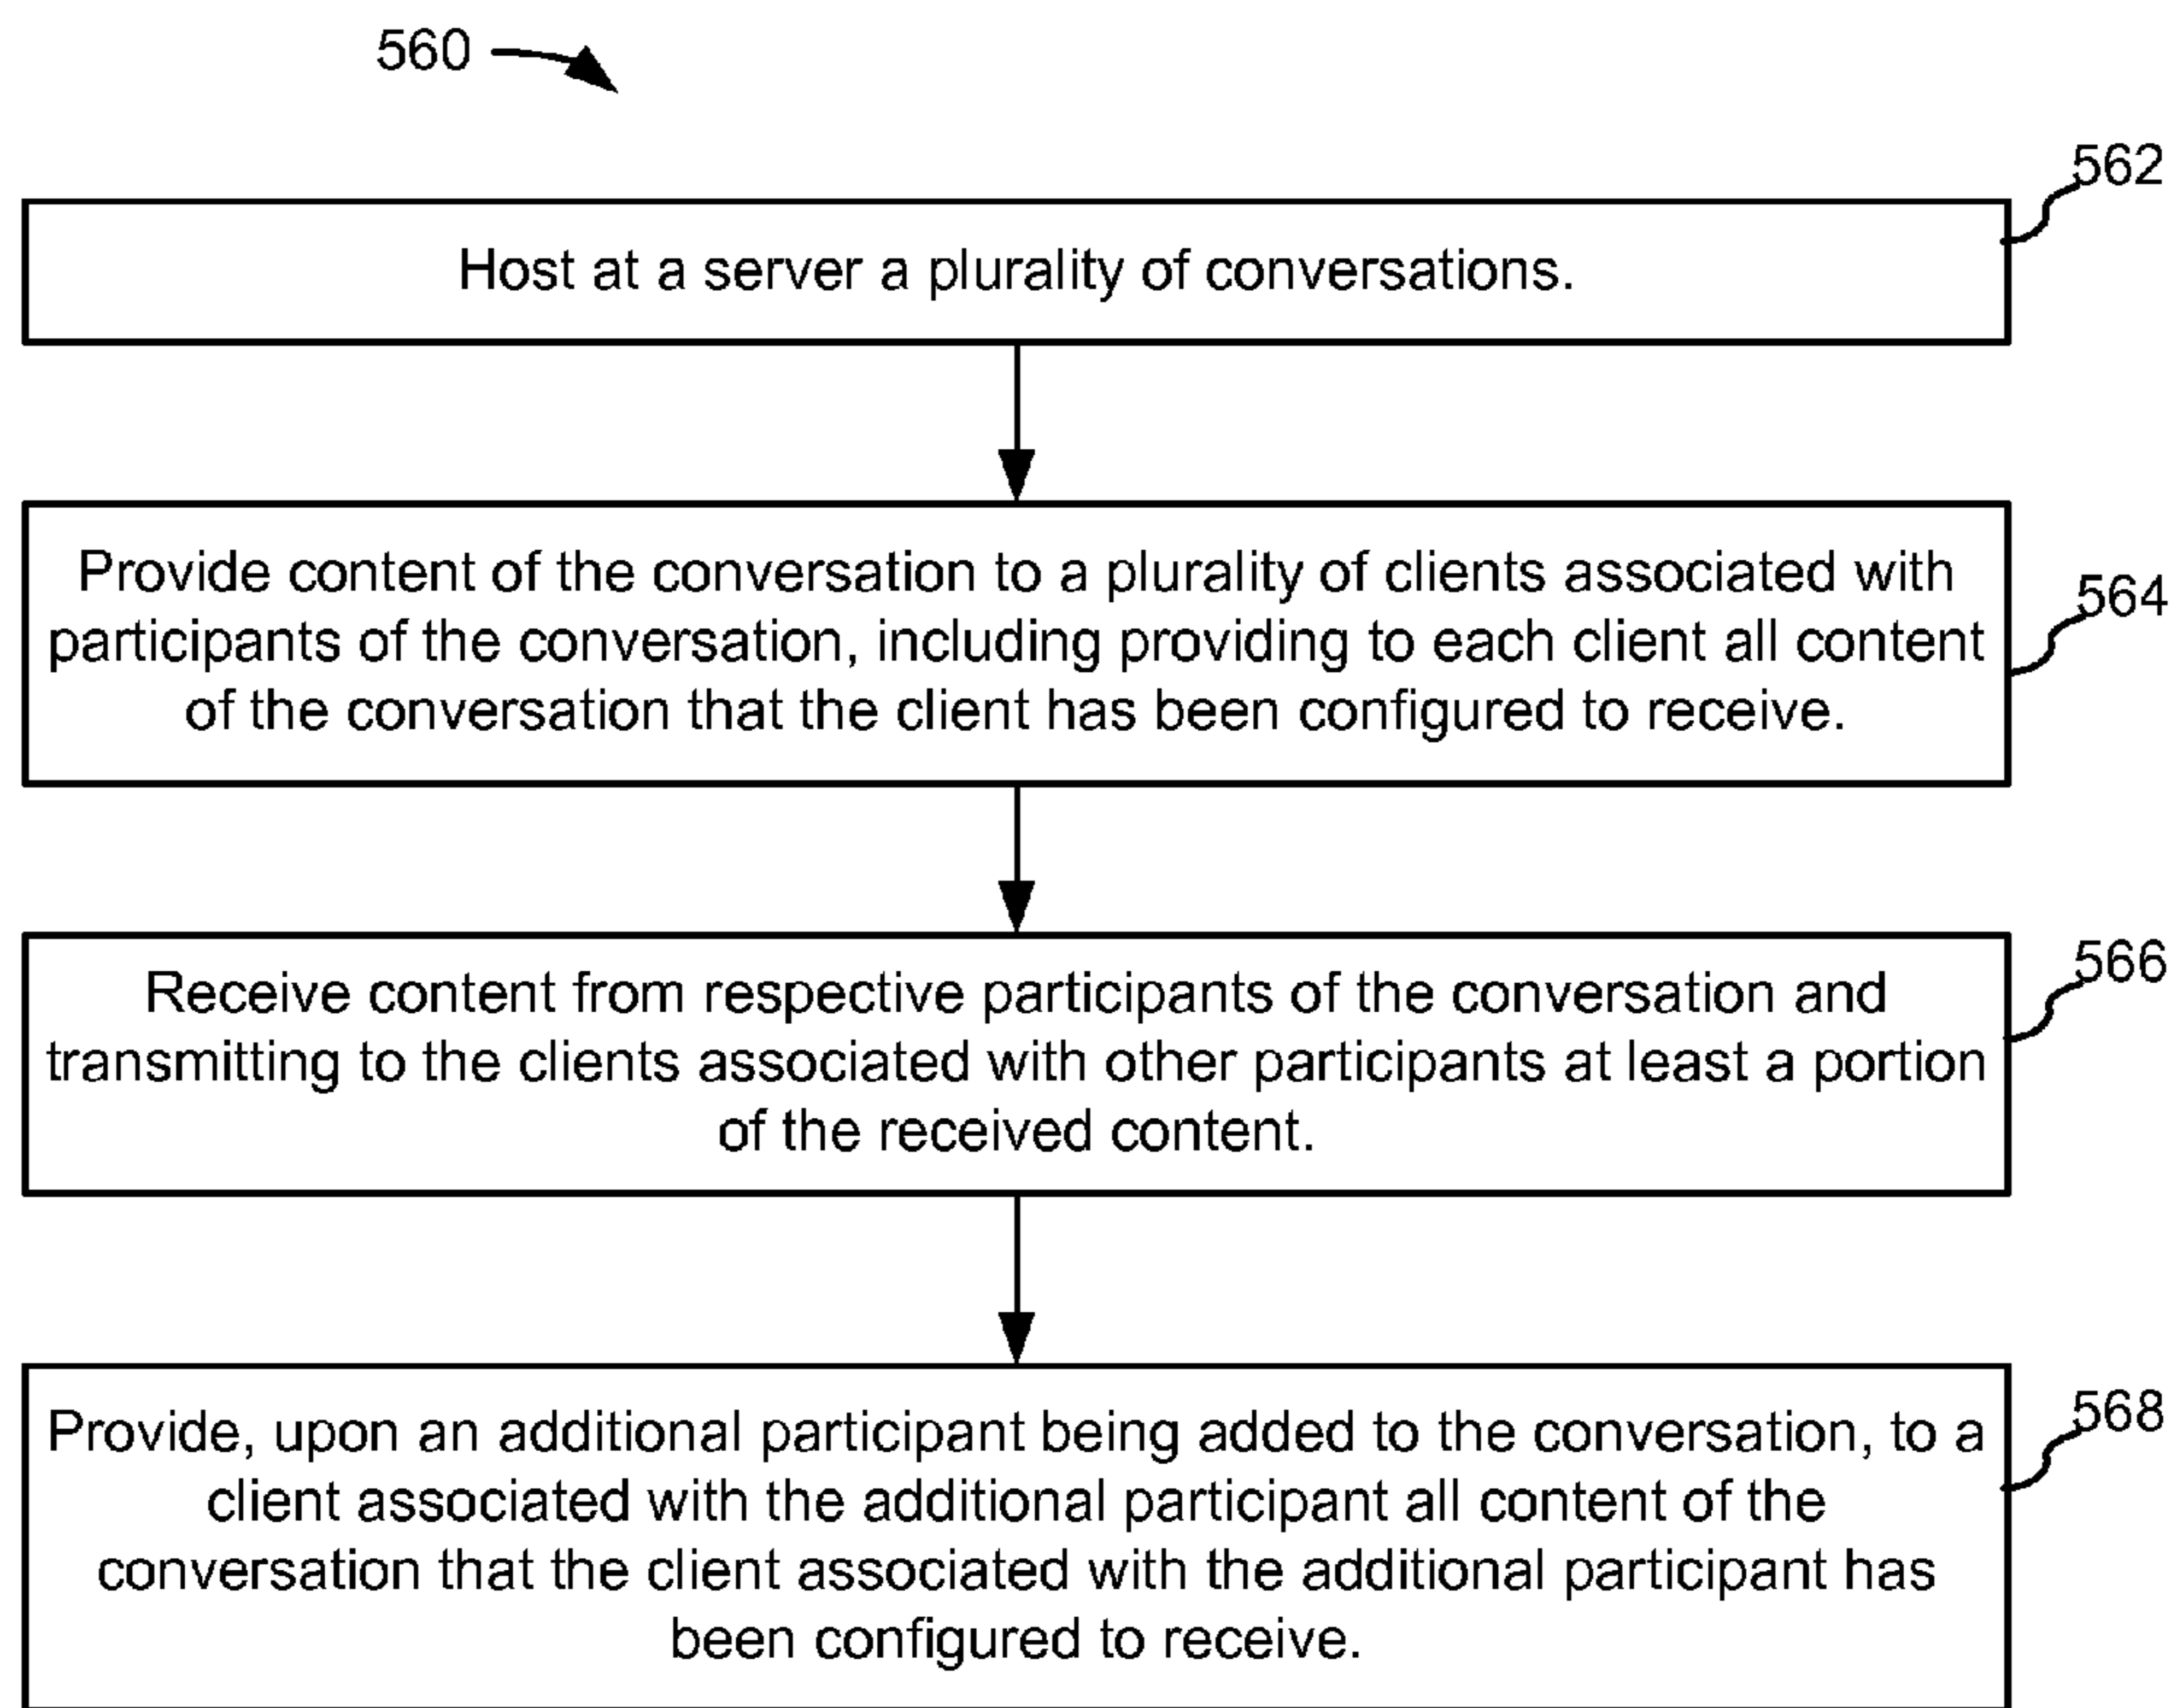 560
562
Host at a server a plurality of conversations.
Provide content of the conversation to a plurality of clients associated with
564
participants of the conversation, including providing to each client all content
of the conversation that the client has been configured to receive.
566
Receive content from respective participants of the conversation and
transmitting to the clients associated with other participants at least a portion
of the received content.
568
Provide, upon an additional participant being added to the conversation, to a
client associated with the additional participant all content of the
conversation that the client associated with the additional participant has
been configured to receive.